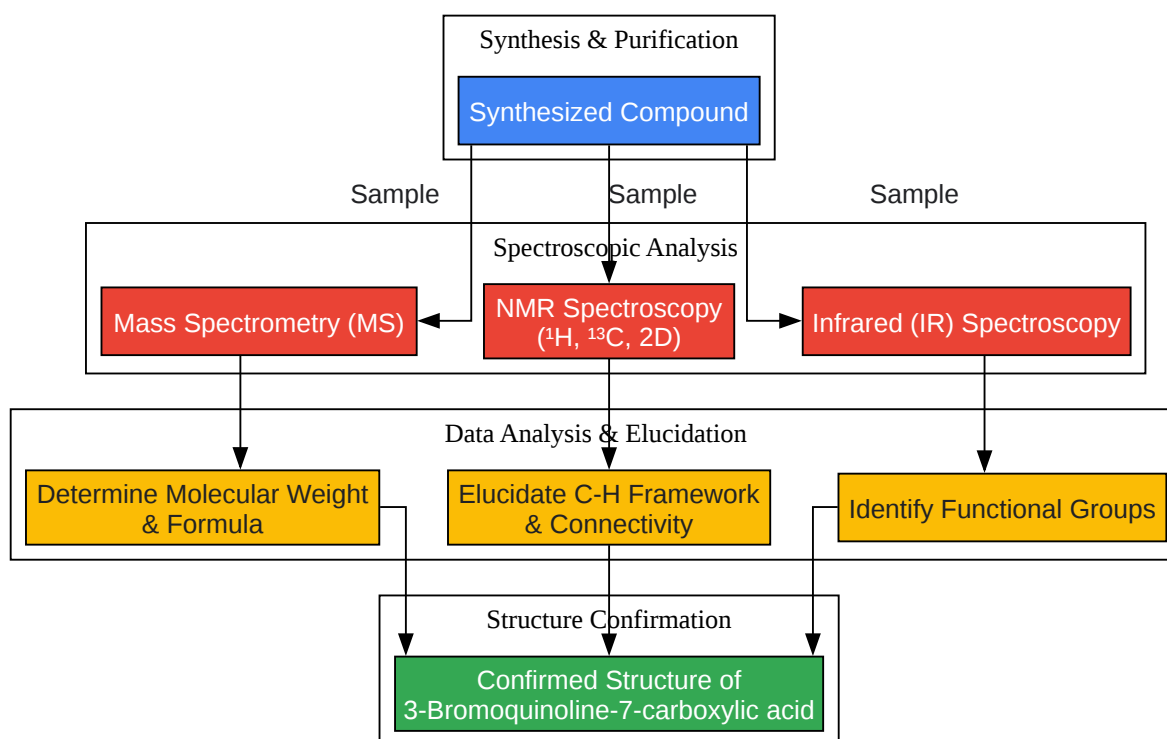 Synthesis & Purification
Synthesized Compound
Sample
Sample
Sample
Spectroscopic Analysis
Mass Spectrometry (MS)
NMR Spectroscopy
(¹H, ¹³C, 2D)
Infrared (IR) Spectroscopy
Data Analysis & Elucidation
Determine Molecular Weight
& Formula
Elucidate C-H Framework
& Connectivity
Identify Functional Groups
Structure Confirmation
Confirmed Structure of
3-Bromoquinoline-7-carboxylic acid